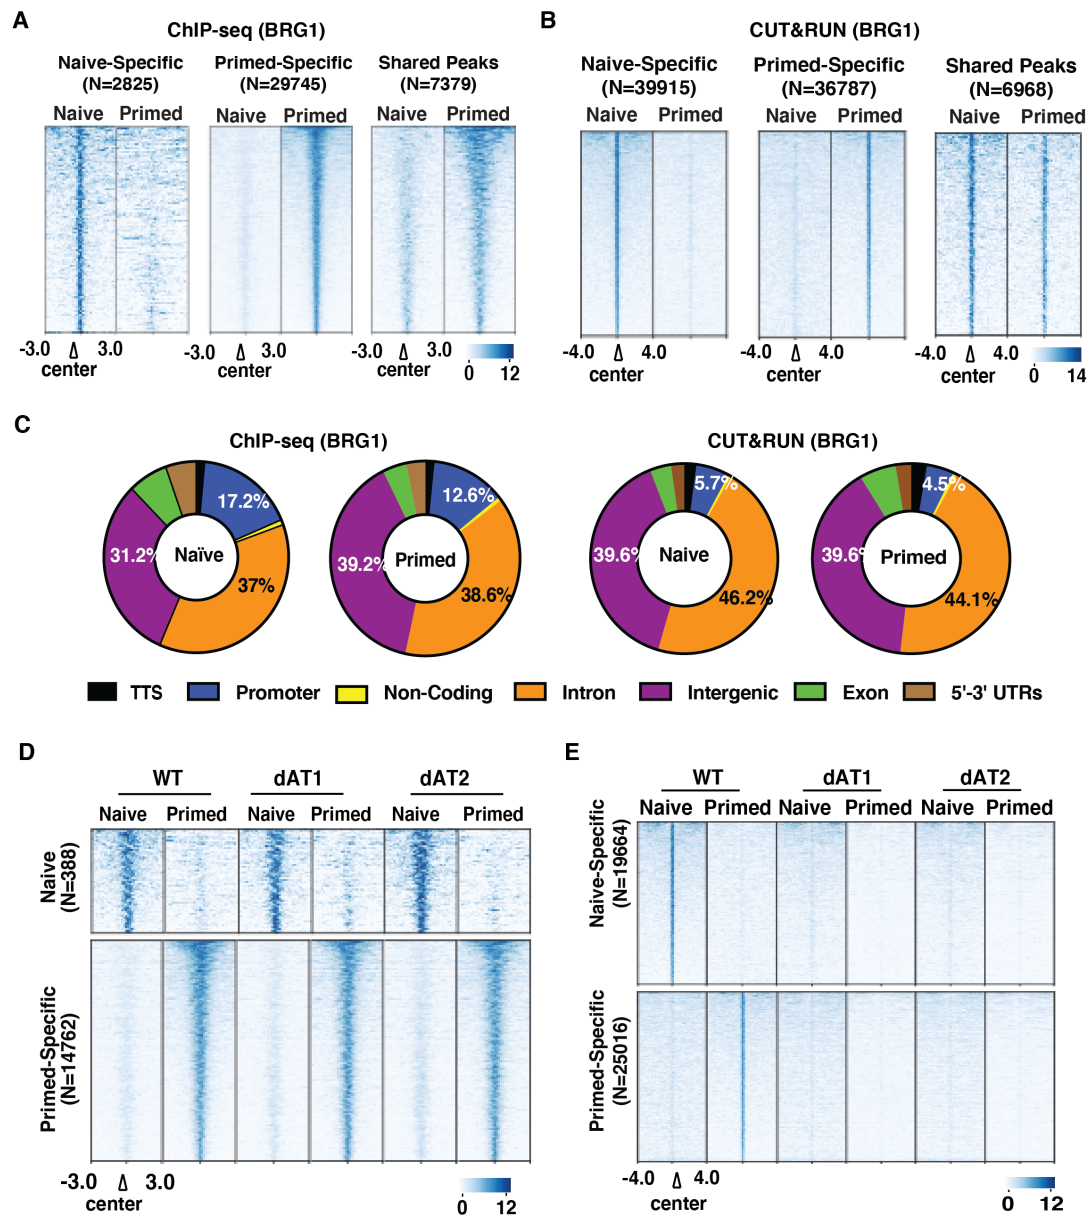 A
ChIP-seq (BRG1)
Naive-Specific
(N=2825)
Primed-Specific
(N=29745)
Shared Peaks
(N=7379)
Naive Primed
Naive Primed
Naive Primed
-3.0 3.0
center
-3.0 3.0
center
-3.0 3.0
center
0 12
B
CUT&RUN (BRG1)
Naive-Specific
(N=39915)
Primed-Specific
(N=36787)
Shared Peaks
(N=6968)
Naive Primed
Naive Primed
Naive Primed
-4.0 4.0
center
-4.0 4.0
center
-4.0 4.0
center
0 14
C
ChIP-seq (BRG1)
CUT&RUN (BRG1)
17.2%
31.2%
Naïve
37%
12.6%
39.2%
Primed
38.6%
5.7%
39.6%
Naive
46.2%
4.5%
39.6%
Primed
44.1%
TTS Promoter Non-Coding Intron Intergenic Exon 5'-3' UTRs
D
WT dAT1 dAT2
Naive Primed Naive Primed Naive Primed
Naive
(N=388)
Primed-Specific
(N=14762)
-3.0 3.0
center
0 12
E
WT dAT1 dAT2
Naive Primed Naive Primed Naive Primed
Naive-Specific
(N=19664)
Primed-Specific
(N=25016)
-4.0 4.0
center
0 12